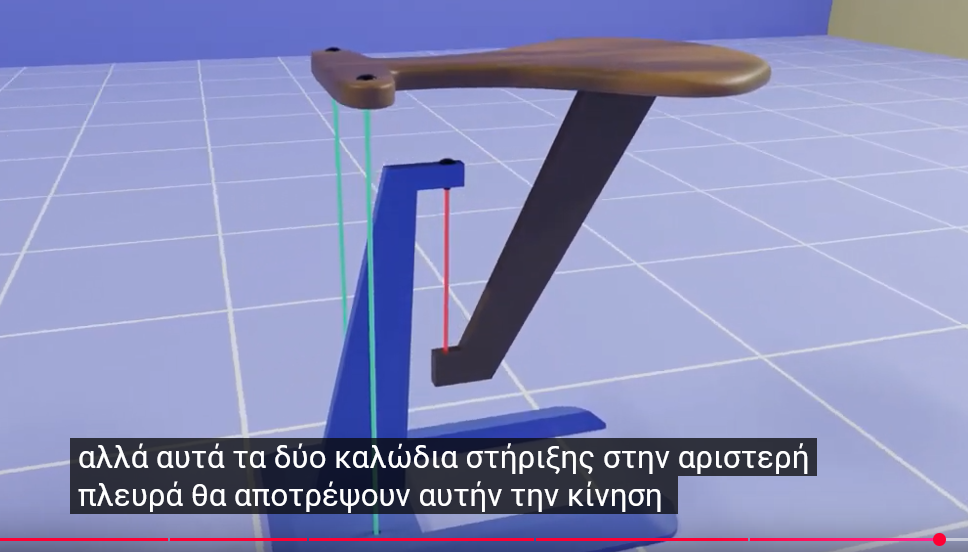 αλλά αυτά τα δύο καλώδια στήριξης στην αριστερή
πλευρά θα αποτρέψουν αυτήν την κίνηση